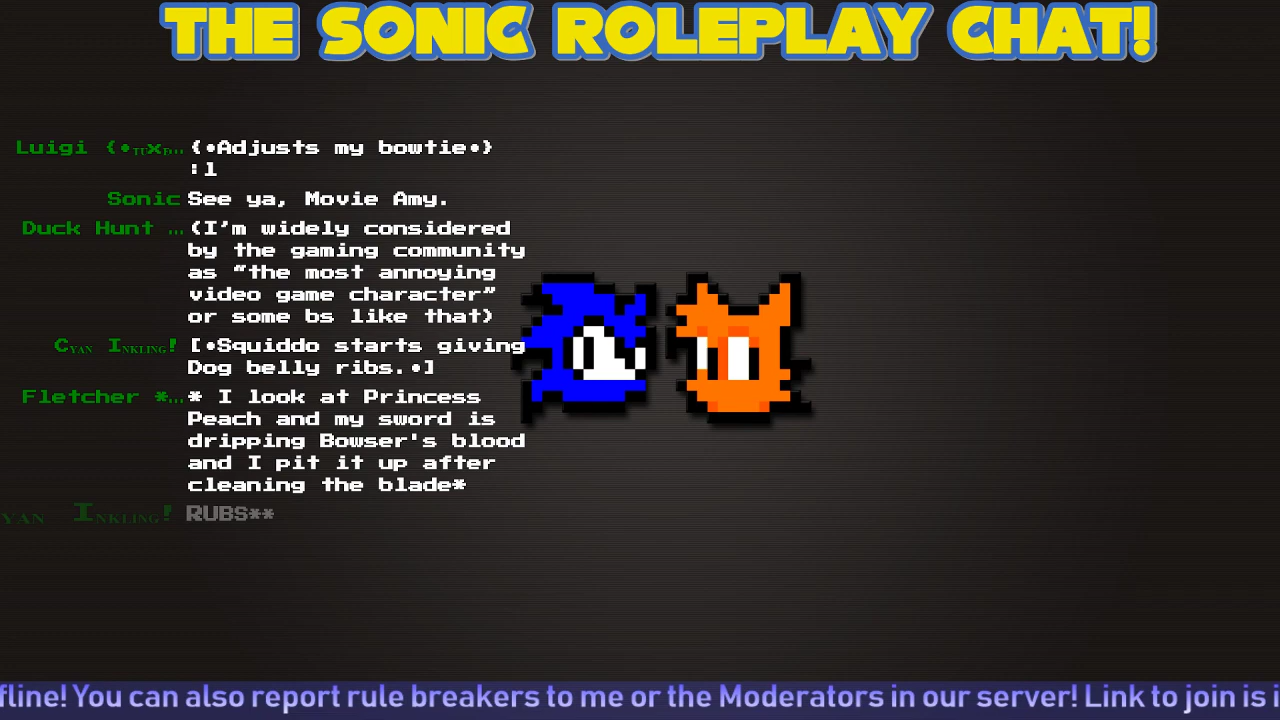 THE SONIC ROLEPLAY CHAT!
Luigi {•TUXD... {•Adjusts my bowtie•}
:l
Sonic See ya, Movie Amy.
Duck Hunt ... (I'm widely considered
by the gaming community
as "the most annoying
video game character"
or some bs like that)
CYAN INKLING! [•Squiddo starts giving
Dog belly ribs.•]
Fletcher *... * I look at Princess
Peach and my sword is
dripping Bowser's blood
and I pit it up after
cleaning the blade*
YAN INKLING! RUBS**
fline! You can also report rule breakers to me or the Moderators in our server! Link to join is i